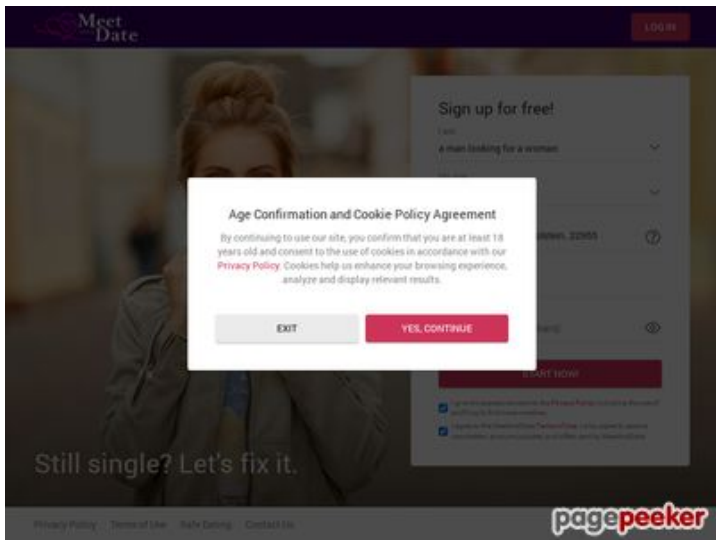 Meet
Date
LOG IN
Sign up for free!
I am
a man looking for a woman
Age Confirmation and Cookie Policy Agreement
By continuing to use our site, you confirm that you are at least 18
years old and consent to the use of cookies in accordance with our
Privacy Policy. Cookies help us enhance your browsing experience,
analyze and display relevant results.
EXIT
YES, CONTINUE
START NOW!
Still single? Let's fix it.
Privacy Policy Terms of Use Safe Dating Contact Us
pagepeeker